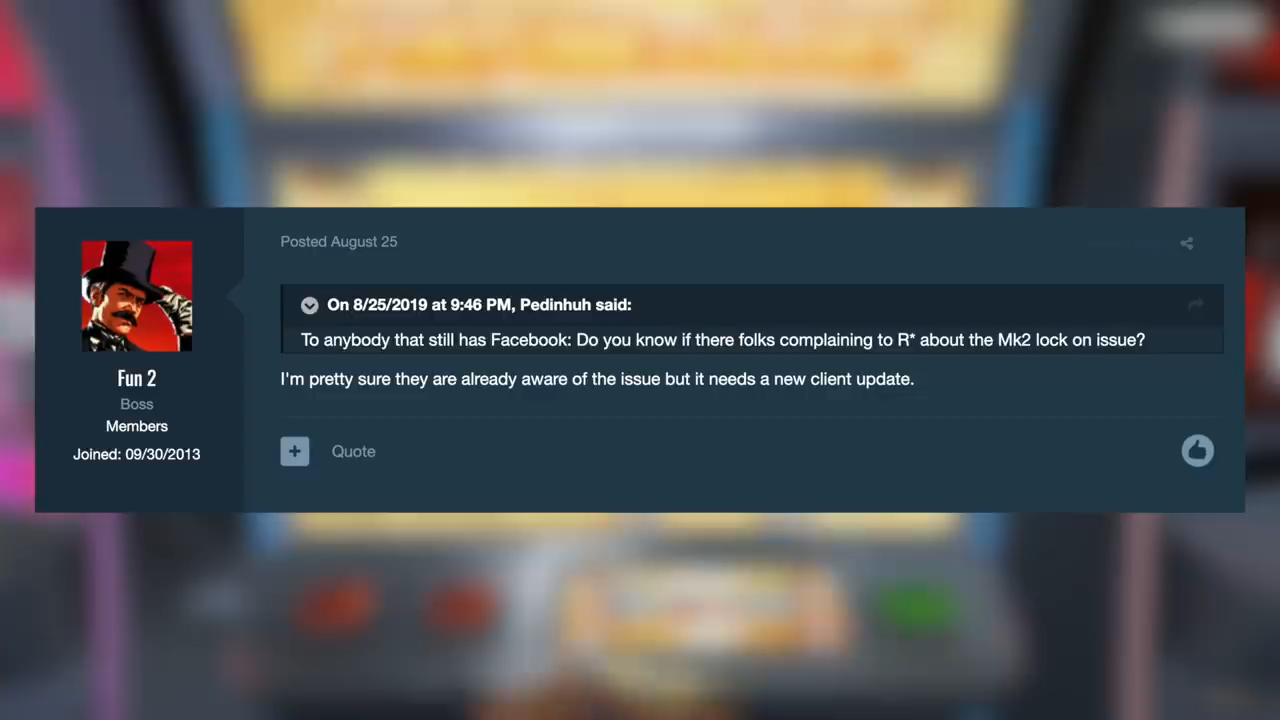 Posted August 25
On 8/25/2019 at 9:46 PM, Pedinhuh said:
To anybody that still has Facebook: Do you know if there folks complaining to R* about the Mk2 lock on issue?
I'm pretty sure they are already aware of the issue but it needs a new client update.
Fun 2
Boss
Members
Joined: 09/30/2013
+ Quote